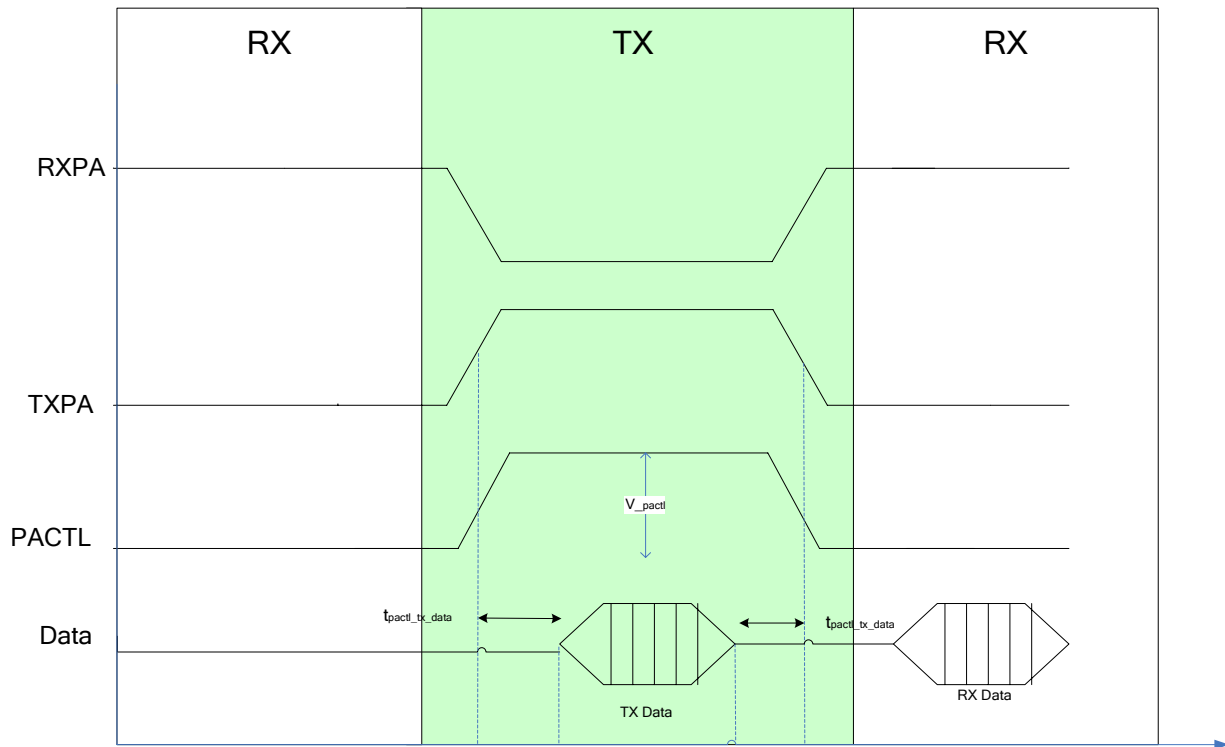 RX
TX
RX
RXPA
TXPA
V_pactl
PACTL
tpactl_tx_data
tpactl_tx_data
Data
TX Data
RX Data